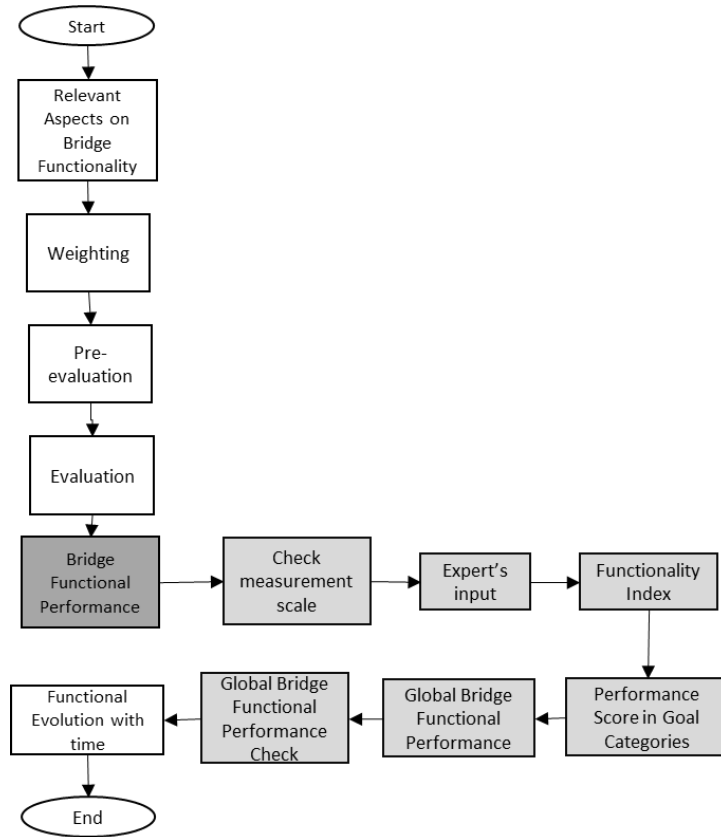 Start
Relevant
Aspects on
Bridge
Functionality
Weighting
Pre-
evaluation
Evaluation
Bridge
Functional
Performance
Check
measurement
scale
Expert's
input
Functionality
Index
Performance
Score in Goal
Categories
Global Bridge
Functional
Performance
Global Bridge
Functional
Performance
Check
Functional
Evolution with
time
End